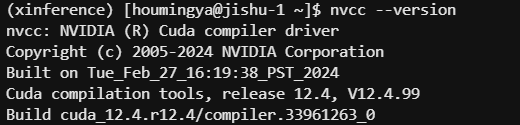 (xinference) [houmingya@jishu-1 ~]$ nvcc --version
nvcc: NVIDIA (R) Cuda compiler driver
Copyright (c) 2005-2024 NVIDIA Corporation
Built on Tue_Feb_27_16:19:38_PST_2024
Cuda compilation tools, release 12.4, V12.4.99
Build cuda_12.4.r12.4/compiler.33961263_0